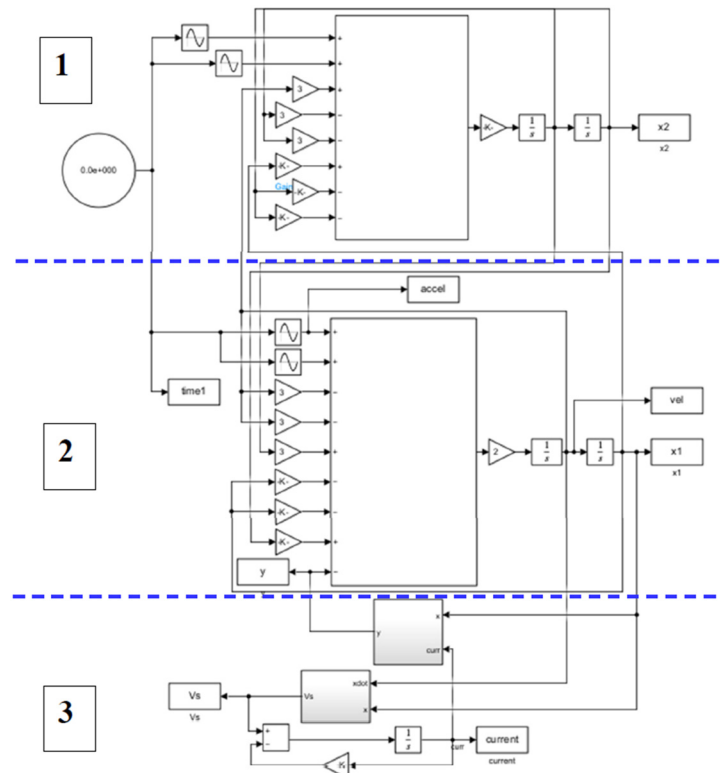 1
+
+
3
+
3
−
3
−
-K-
1
s
1
s
x2
x2
0.0e+000
-K-
+
Gain
-K-
−
-K-
−
accel
+
+
time1
3
−
vel
3
−
2
3
+
2
1
s
1
s
x1
x1
-K-
−
-K-
−
-K-
+
y
−
x
y
curr
3
Vs
Vs
Vs
xdot
x
+
−
1
s
curr
current
current
-K-